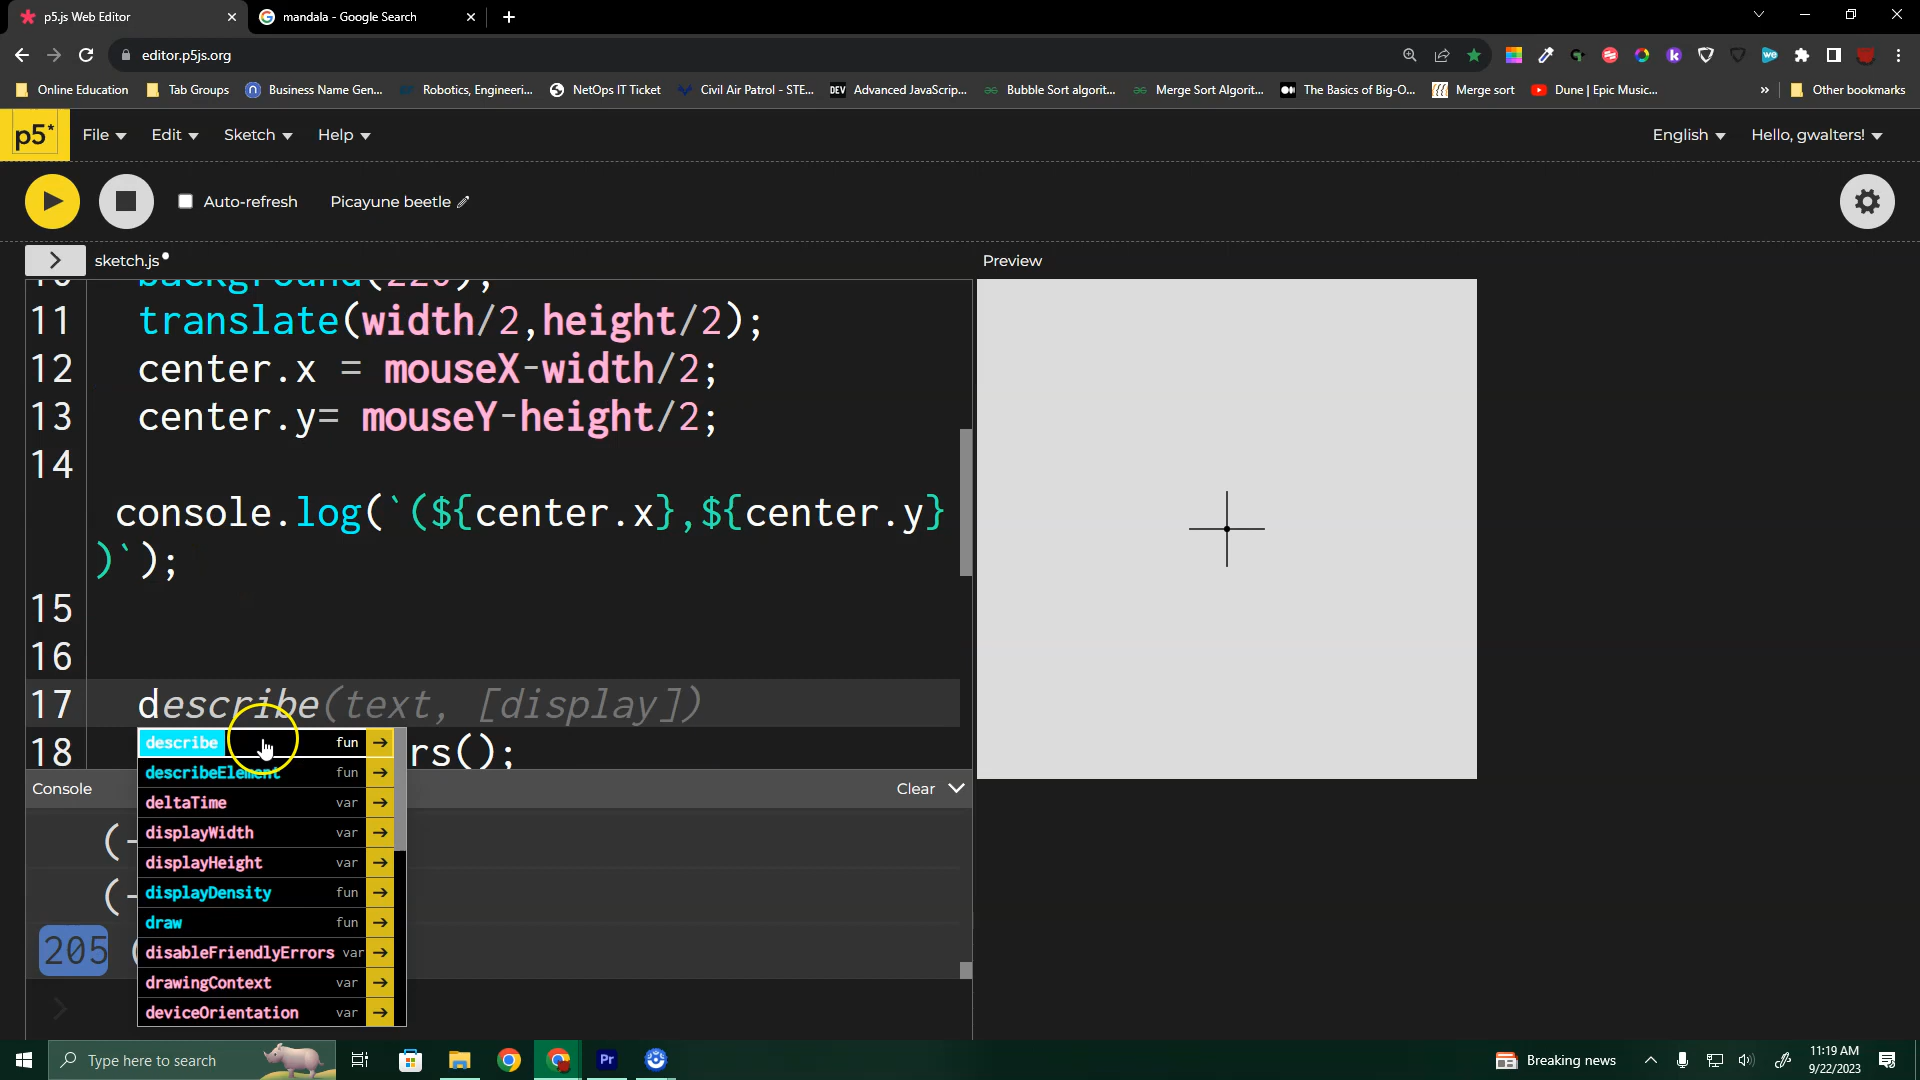 p5.js Web Editor
mandala - Google Search
editor.p5js.org
Online Education
Tab Groups
Business Name Gen...
Robotics, Engineeri...
NetOps IT Ticket
Civil Air Patrol - STE...
DEV Advanced JavaScrip...
Bubble Sort algorit...
Merge Sort Algorit...
The Basics of Big-O...
Merge sort
Dune | Epic Music...
»
Other bookmarks
p5*
File
Edit
Sketch
Help
English
Hello, gwalters!
Auto-refresh
Picayune beetle
> sketch.js
Preview
10 background(220);
11 translate(width/2,height/2);
12 center.x = mouseX-width/2;
13 center.y= mouseY-height/2;
14
console.log(`(${center.x},${center.y}
)`);
15
16
17 describe(text, [display])
18 rs();
describe fun →
describeElement fun →
deltaTime var →
displayWidth var →
displayHeight var →
displayDensity fun →
draw fun →
disableFriendlyErrors var →
drawingContext var →
deviceOrientation var →
Console
Clear
(-
(-
205 (
>
Type here to search
Pr
Breaking news
11:19 AM
9/22/2023